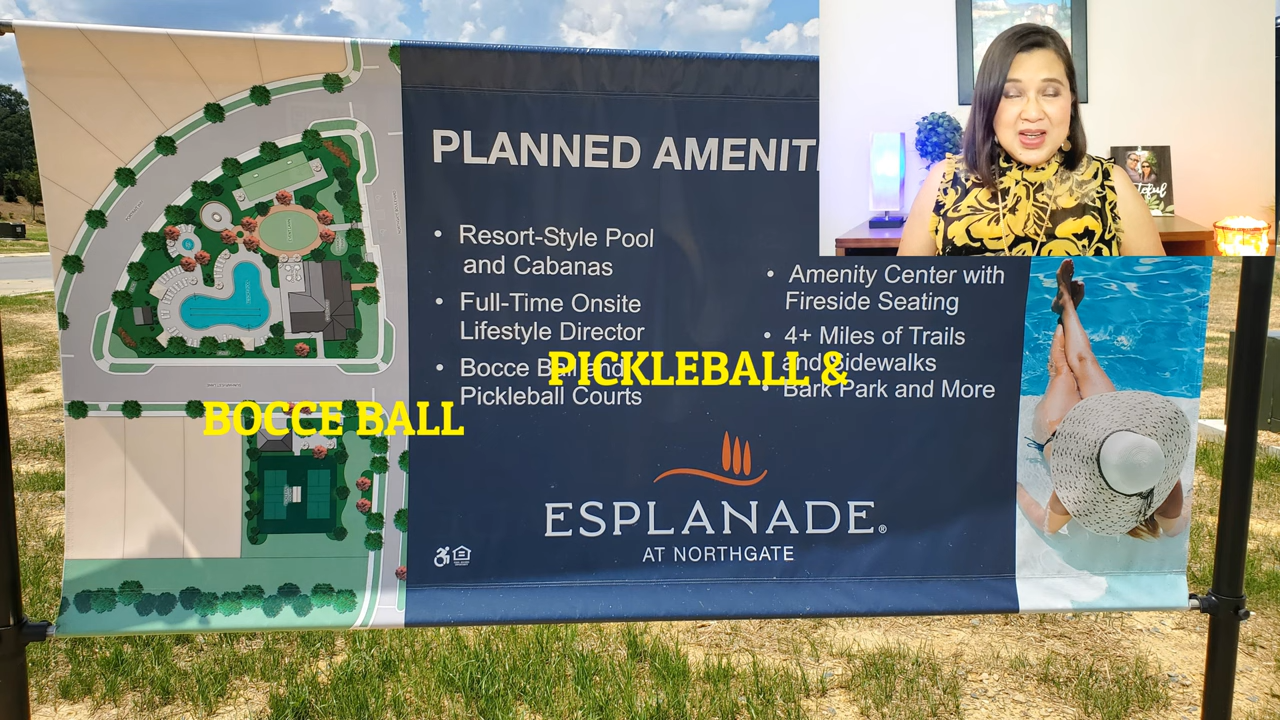 PLANNED AMENIT
• Resort-Style Pool
and Cabanas
• Full-Time Onsite
Lifestyle Director
• Bocce Ball and
Pickleball Courts
• Amenity Center with
Fireside Seating
• 4+ Miles of Trails
and Sidewalks
• Bark Park and More
PICKLEBALL &
BOCCE BALL
ESPLANADE®
AT NORTHGATE